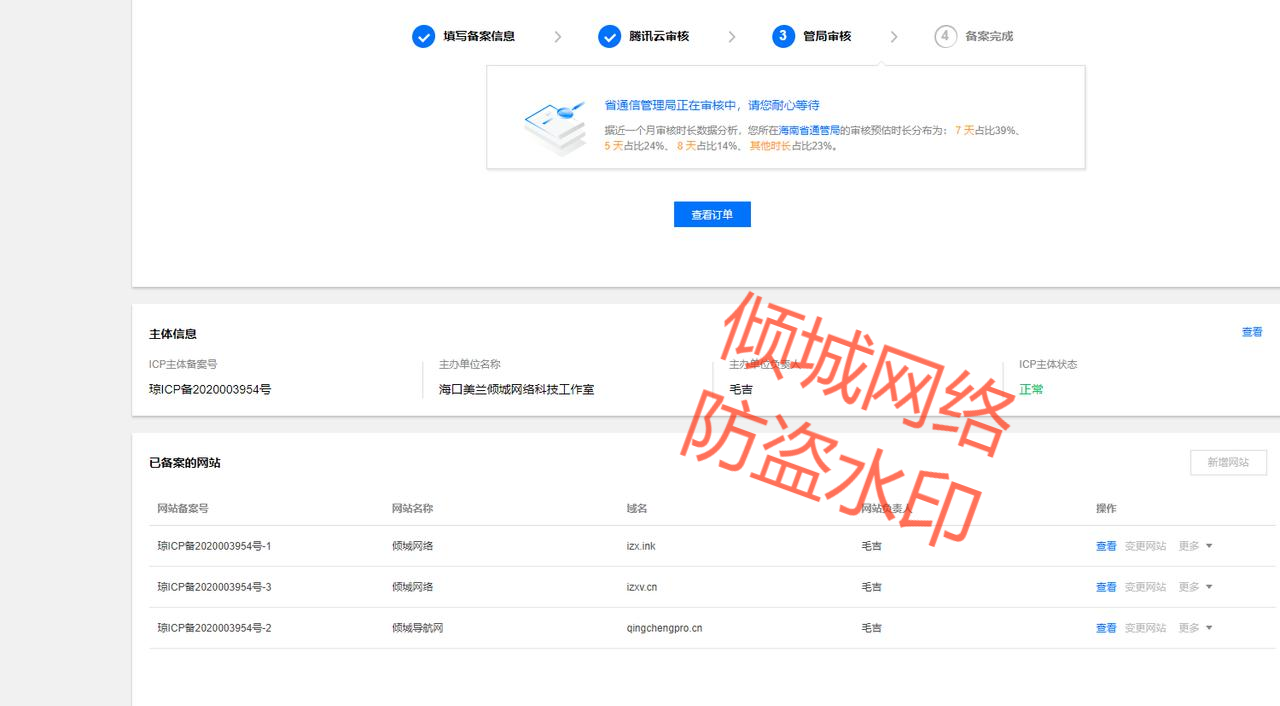 填写备案信息
腾讯云审核
3 管局审核
4 备案完成
省通信管理局正在审核中，请您耐心等待
据近一个月审核时长数据分析，您所在海南省通管局的审核预估时长分布为： 7 天占比39%、
5 天占比24%、 8 天占比14%、 其他时长占比23%。
查看订单
主体信息
查看
ICP主体备案号 主办单位名称 主办单位负责人 ICP主体状态
琼ICP备2020003954号 海口美兰倾域网络科技工作室 毛吉 正常
倾城网络
防盗水印
已备案的网站
新增网站
网站备案号 网站名称 域名 网站负责人 操作
琼ICP备2020003954号-1 倾域网络 izx.ink 毛吉 查看 变更网站 更多
琼ICP备2020003954号-3 倾域网络 izxv.cn 毛吉 查看 变更网站 更多
琼ICP备2020003954号-2 倾域导航网 qingchengpro.cn 毛吉 查看 变更网站 更多